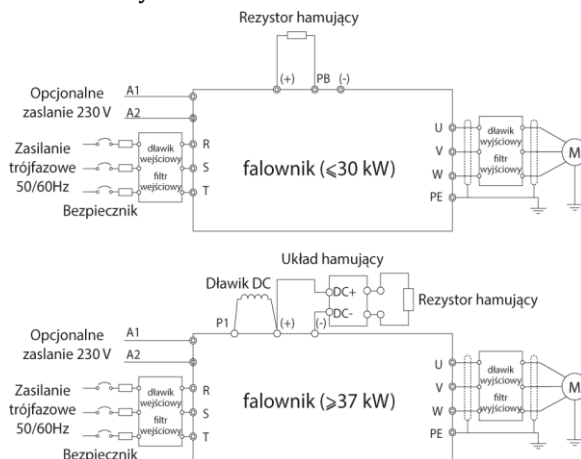 Rezystor hamujący
(+) PB (-)
Opcjonalne A1
zaslanie 230 V A2
Zasilanie
trójfazowe
50/60Hz
Bezpiecznik
dławik
wejściowy
filtr
wejściowy
R
S
T
falownik (⩽30 kW)
U
V
W
PE
dławik
wyjściowy
filtr
wyjściowy
M
Układ hamujący
Dławik DC
DC+
DC-
Rezystor hamujący
P1 (+) (-)
Opcjonalne A1
zaslanie 230 V A2
Zasilanie
trójfazowe
50/60Hz
Bezpiecznik
dławik
wejściowy
filtr
wejściowy
R
S
T
falownik (⩾37 kW)
U
V
W
PE
dławik
wyjściowy
filtr
wyjściowy
M